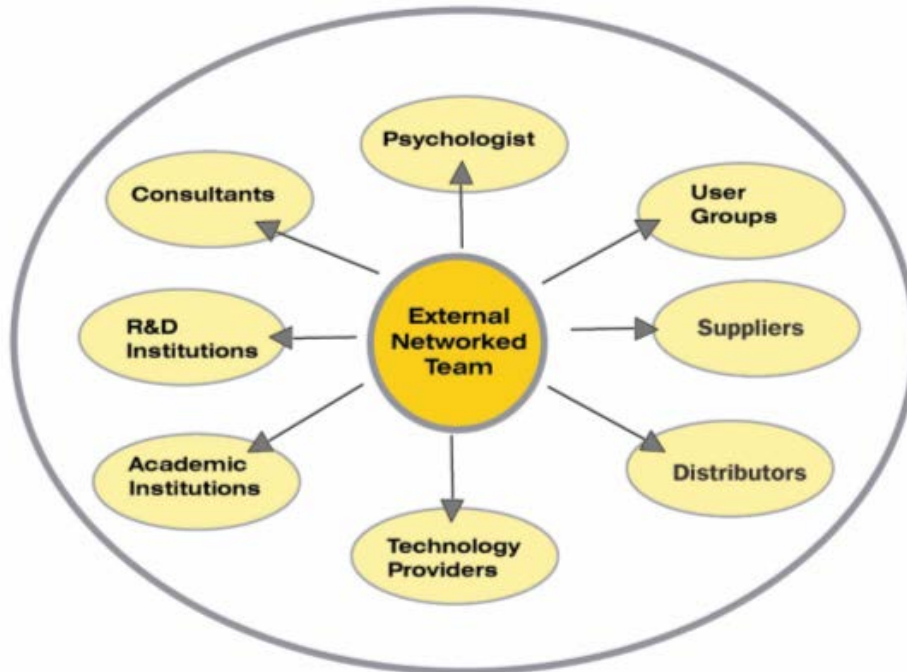 Psychologist
Consultants
User
Groups
External
Networked
Team
R&D
Institutions
Suppliers
Academic
Institutions
Distributors
Technology
Providers